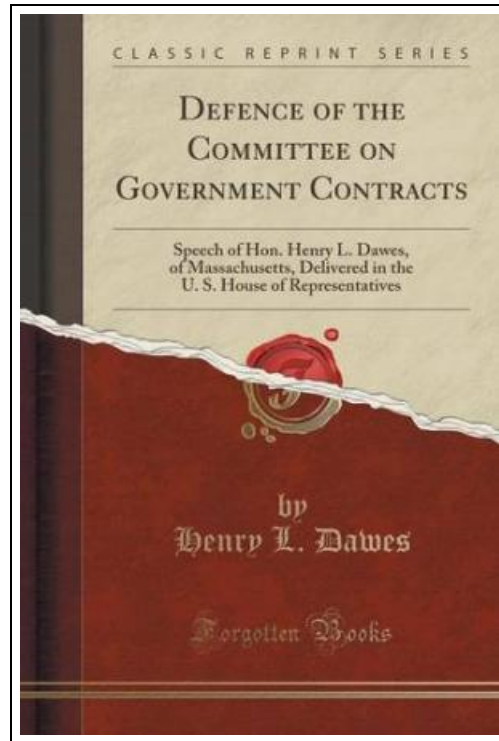 CLASSIC REPRINT SERIES
DEFENCE OF THE
COMMITTEE ON
GOVERNMENT CONTRACTS
Speech of Hon. Henry L. Dawes,
of Massachusetts, Delivered in the
U. S. House of Representatives
by
Henry L. Dawes
Forgotten Books